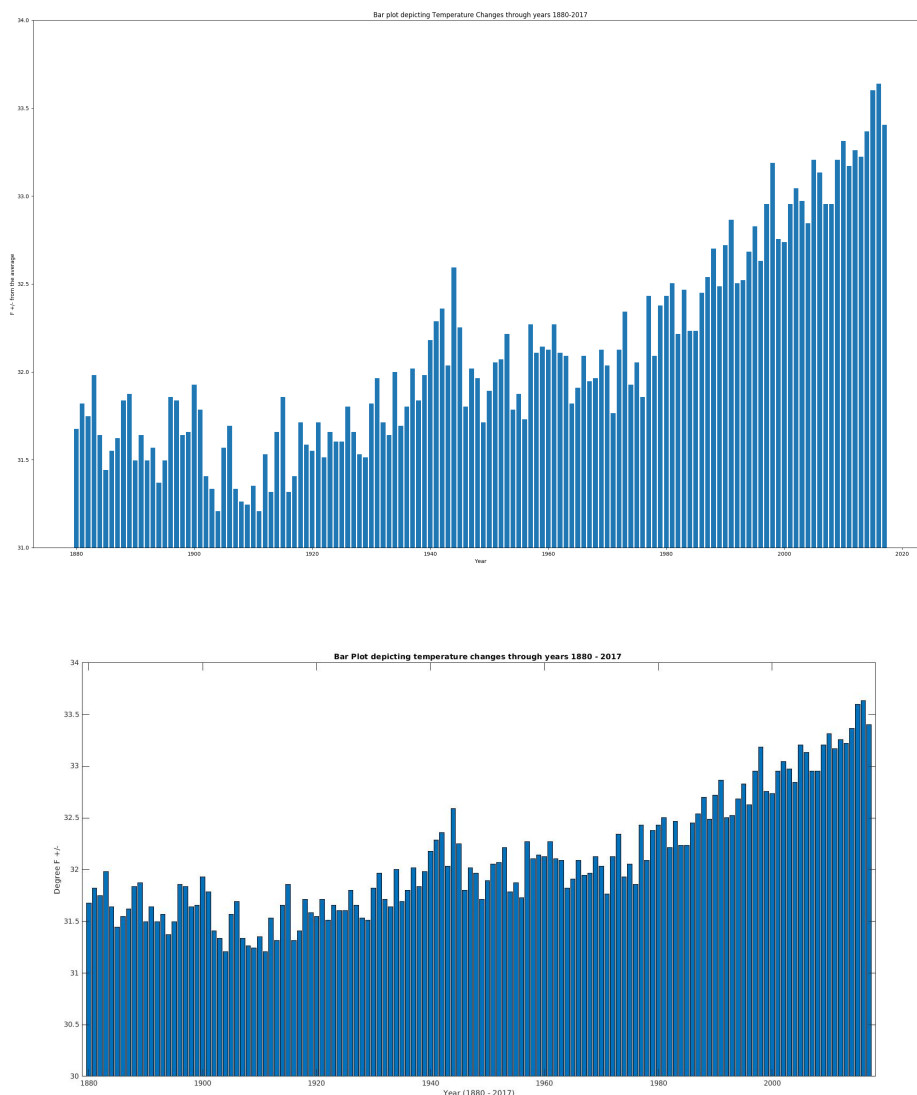 Bar plot depicting Temperature Changes through years 1880-2017
34.0
33.5
33.0
32.5
32.0
31.5
31.0
F +/- from the average
1880 1900 1920 1940 1960 1980 2000 2020
Year
Bar Plot depicting temperature changes through years 1880 - 2017
34
33.5
33
32.5
32
31.5
31
30.5
30
Degree F +/-
1880 1900 1920 1940 1960 1980 2000
Year (1880 - 2017)